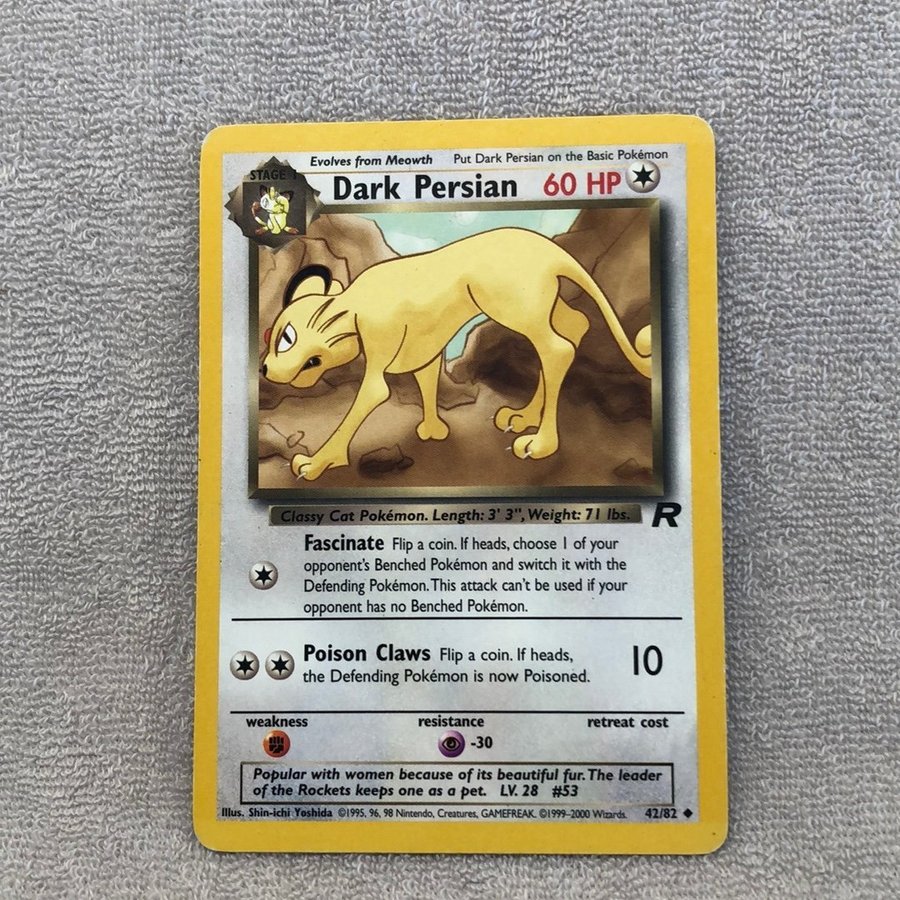 Evolves from Meowth Put Dark Persian on the Basic Pokémon
STAGE 1
Dark Persian 60 HP
Classy Cat Pokémon. Length: 3' 3", Weight: 71 lbs.
R
Fascinate Flip a coin. If heads, choose 1 of your
opponent's Benched Pokémon and switch it with the
Defending Pokémon. This attack can't be used if your
opponent has no Benched Pokémon.
Poison Claws Flip a coin. If heads,
the Defending Pokémon is now Poisoned.
10
weakness resistance retreat cost
-30
Popular with women because of its beautiful fur. The leader
of the Rockets keeps one as a pet. LV. 28 #53
Illus. Shin-ichi Yoshida ©1995, 96, 98 Nintendo, Creatures, GAMEFREAK. ©1999-2000 Wizards. 42/82